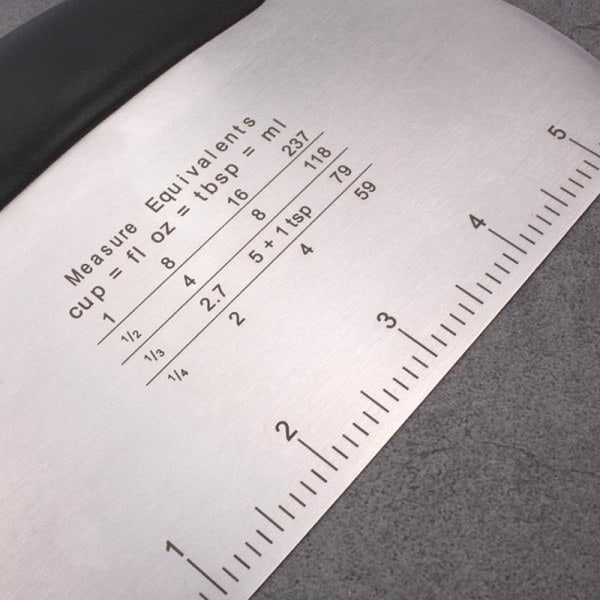 Measure Equivalents
cup = fl oz = tbsp = ml
1 8 16 237
1/2 4 8 118
1/3 2.7 5 + 1 tsp 79
1/4 2 4 59
1 2 3 4 5